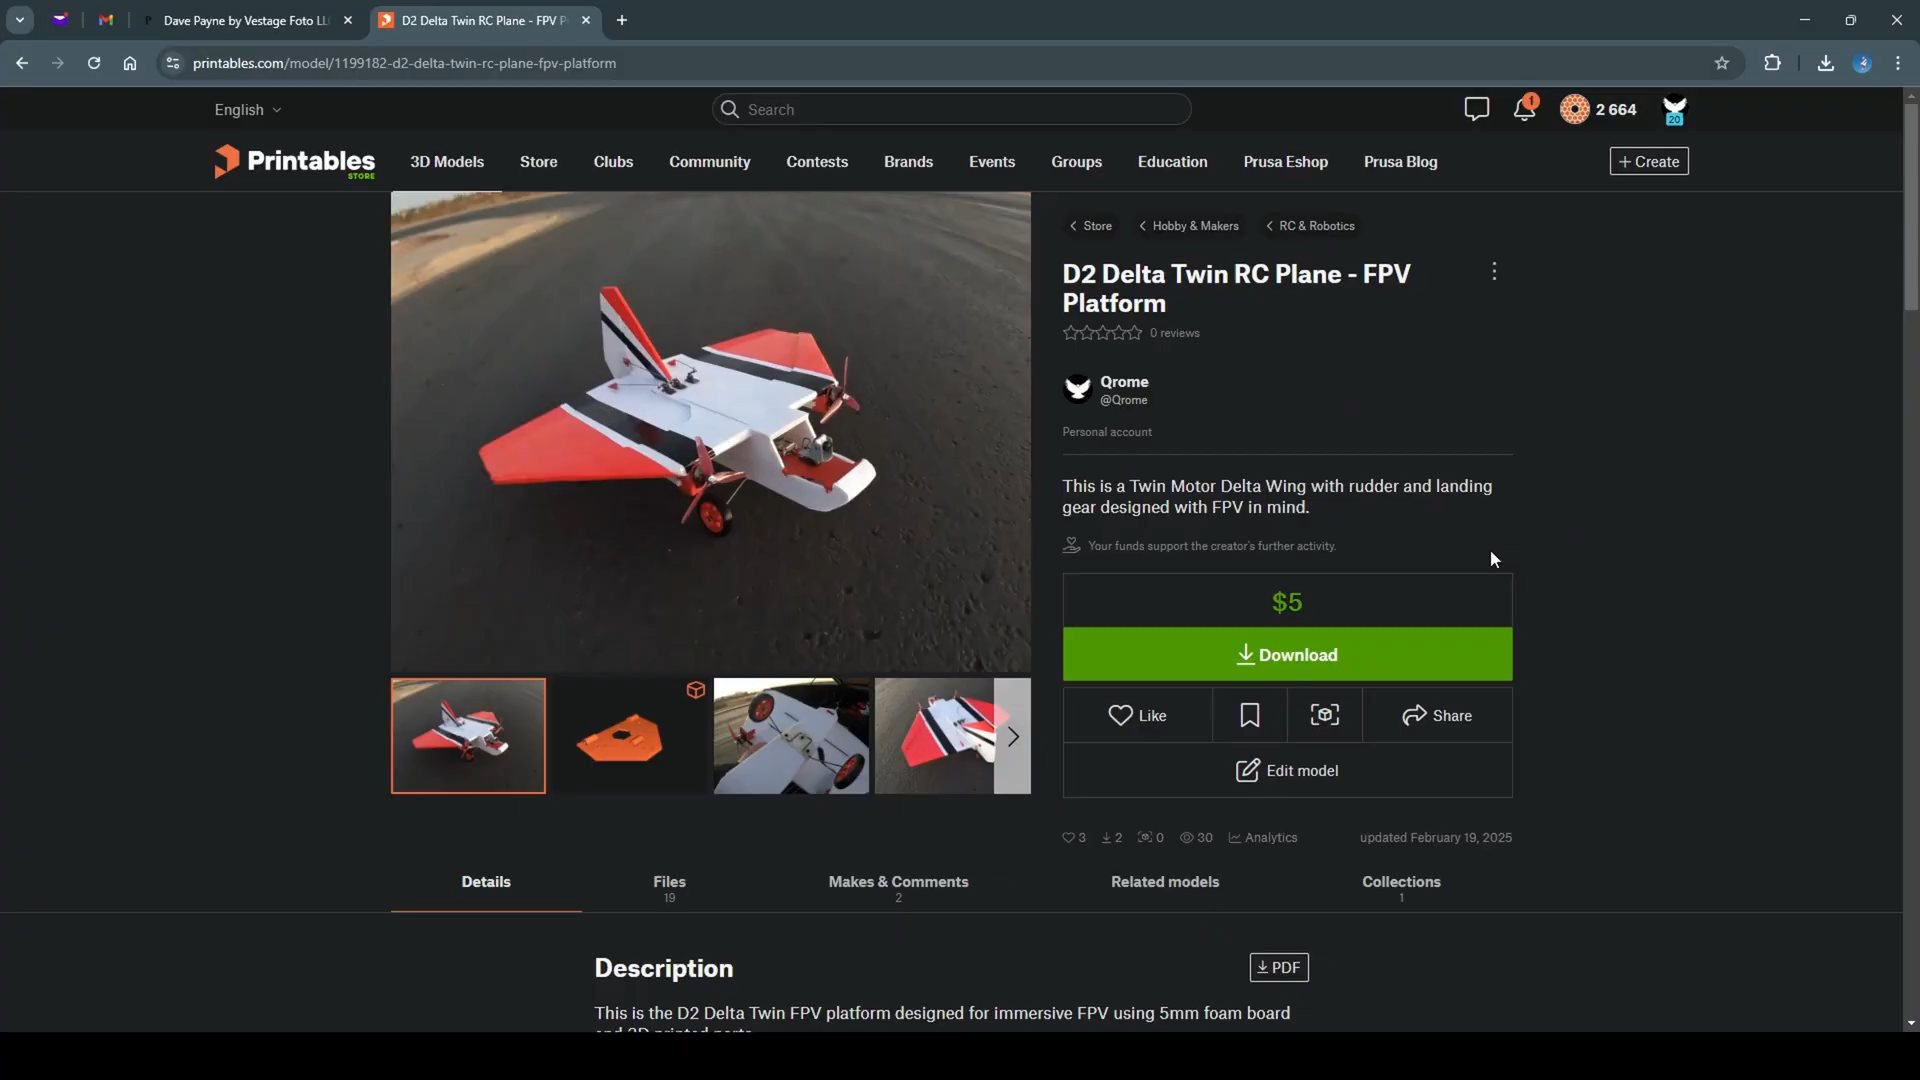 Dave Payne by Vestage Foto LL
D2 Delta Twin RC Plane - FPV P
printables.com/model/1199182-d2-delta-twin-rc-plane-fpv-platform
English
Search
1
2 664
20
Printables
STORE
3D Models
Store
Clubs
Community
Contests
Brands
Events
Groups
Education
Prusa Eshop
Prusa Blog
+ Create
Store
Hobby & Makers
RC & Robotics
D2 Delta Twin RC Plane - FPV
Platform
0 reviews
Qrome
@Qrome
Personal account
This is a Twin Motor Delta Wing with rudder and landing
gear designed with FPV in mind.
Your funds support the creator's further activity.
$5
Download
Like
Share
Edit model
3
2
0
30
Analytics
updated February 19, 2025
Details
Files
19
Makes & Comments
2
Related models
Collections
1
Description
PDF
This is the D2 Delta Twin FPV platform designed for immersive FPV using 5mm foam board
and 3D printed parts